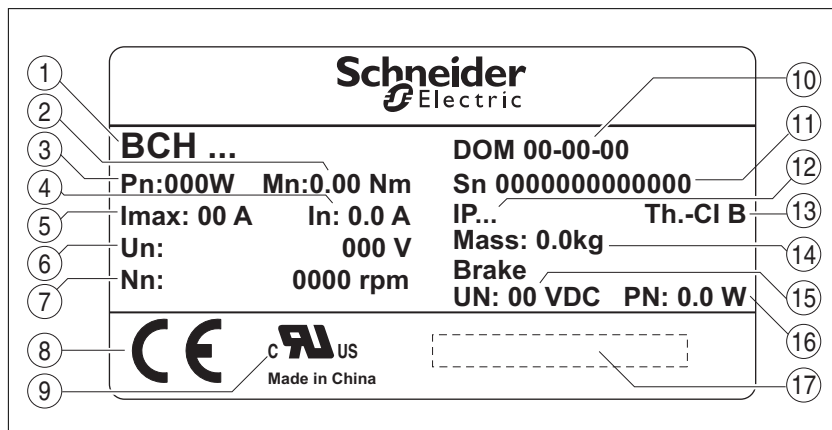 Schneider
Electric
1
2
3
4
5
6
7
8
9
BCH ...
Pn:000W Mn:0.00 Nm
Imax: 00 A In: 0.0 A
Un: 000 V
Nn: 0000 rpm
DOM 00-00-00
Sn 0000000000000
IP... Th.-CI B
Mass: 0.0kg
Brake
UN: 00 VDC PN: 0.0 W
10
11
12
13
14
15
16
17
CE
c RU US
Made in China